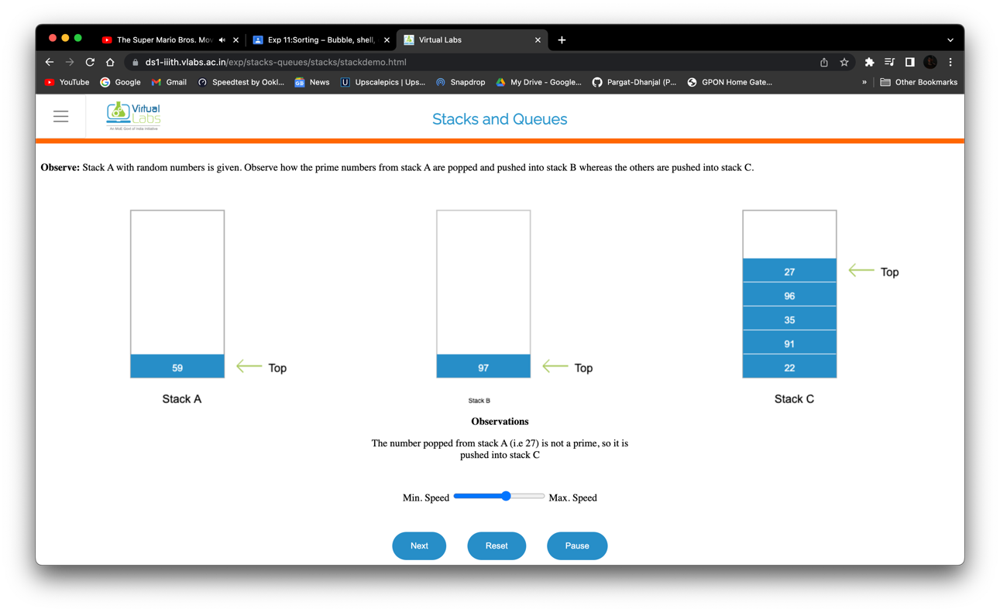 The Super Mario Bros. Mov
Exp 11:Sorting – Bubble, shell,
Virtual Labs
ds1-iiith.vlabs.ac.in/exp/stacks-queues/stacks/stackdemo.html
YouTube Google Gmail Speedtest by Ookl... News Upscalepics | Ups... Snapdrop My Drive - Google... Pargat-Dhanjal (P... GPON Home Gate... » Other Bookmarks
Virtual
Labs
An MoE Govt of India Initiative
Stacks and Queues
Observe: Stack A with random numbers is given. Observe how the prime numbers from stack A are popped and pushed into stack B whereas the others are pushed into stack C.
27 Top
96
35
91
59 Top 97 Top 22
Stack A Stack B Stack C
Observations
The number popped from stack A (i.e 27) is not a prime, so it is
pushed into stack C
Min. Speed Max. Speed
Next Reset Pause